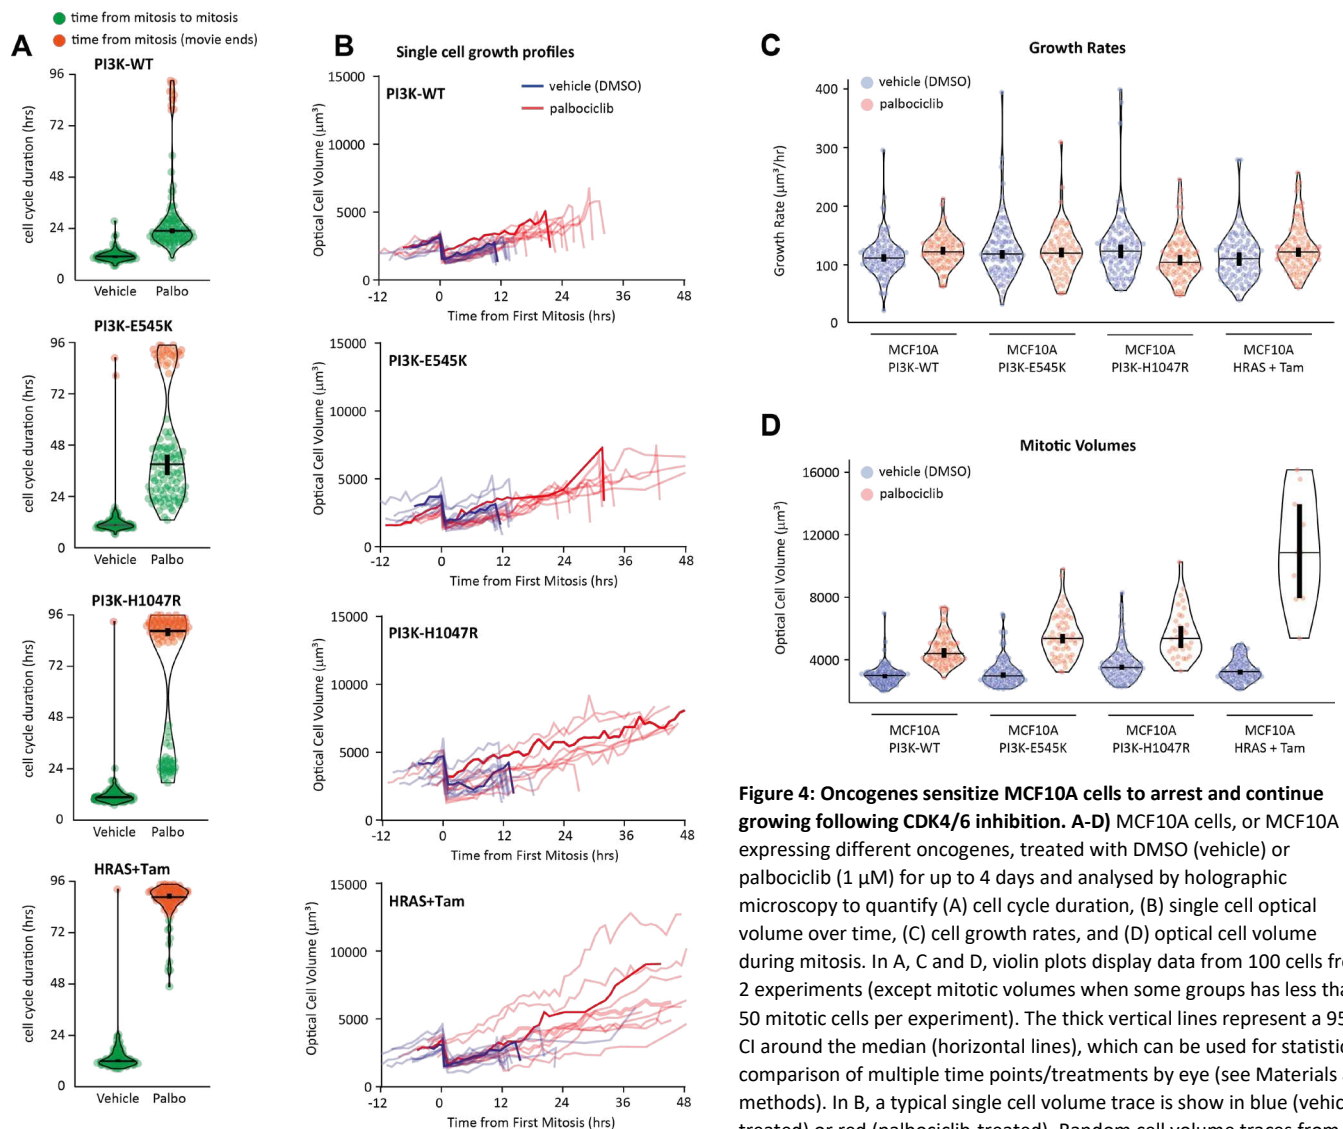 time from mitosis to mitosis
time from mitosis (movie ends)
A
PI3K-WT
96
72
48
24
0
cell cycle duration (hrs)
Vehicle Palbo
PI3K-E545K
96
72
48
24
0
cell cycle duration (hrs)
Vehicle Palbo
PI3K-H1047R
96
72
48
24
0
cell cycle duration (hrs)
Vehicle Palbo
HRAS+Tam
96
72
48
24
0
cell cycle duration (hrs)
Vehicle Palbo
B
Single cell growth profiles
PI3K-WT
vehicle (DMSO)
palbociclib
15000
10000
5000
0
Optical Cell Volume (µm³)
-12 0 12 24 36 48
Time from First Mitosis (hrs)
PI3K-E545K
15000
10000
5000
0
Optical Cell Volume (µm³)
-12 0 12 24 36 48
Time from First Mitosis (hrs)
PI3K-H1047R
15000
10000
5000
0
Optical Cell Volume (µm³)
-12 0 12 24 36 48
Time from First Mitosis (hrs)
HRAS+Tam
15000
10000
5000
0
Optical Cell Volume (µm³)
-12 0 12 24 36 48
Time from First Mitosis (hrs)
C
Growth Rates
vehicle (DMSO)
palbociclib
400
300
200
100
0
Growth Rate (µm³/hr)
MCF10A MCF10A MCF10A MCF10A
PI3K-WT PI3K-E545K PI3K-H1047R HRAS + Tam
D
Mitotic Volumes
vehicle (DMSO)
palbociclib
16000
12000
8000
4000
Optical Cell Volume (µm³)
MCF10A MCF10A MCF10A MCF10A
PI3K-WT PI3K-E545K PI3K-H1047R HRAS + Tam
Figure 4: Oncogenes sensitize MCF10A cells to arrest and continue
growing following CDK4/6 inhibition. A-D) MCF10A cells, or MCF10A
expressing different oncogenes, treated with DMSO (vehicle) or
palbociclib (1 µM) for up to 4 days and analysed by holographic
microscopy to quantify (A) cell cycle duration, (B) single cell optical
volume over time, (C) cell growth rates, and (D) optical cell volume
during mitosis. In A, C and D, violin plots display data from 100 cells
2 experiments (except mitotic volumes when some groups has less
50 mitotic cells per experiment). The thick vertical lines represent a
CI around the median (horizontal lines), which can be used for
comparison of multiple time points/treatments by eye (see Materials
methods). In B, a typical single cell volume trace is show in blue
treated) or red (palbociclib-treated). Random cell volume traces from